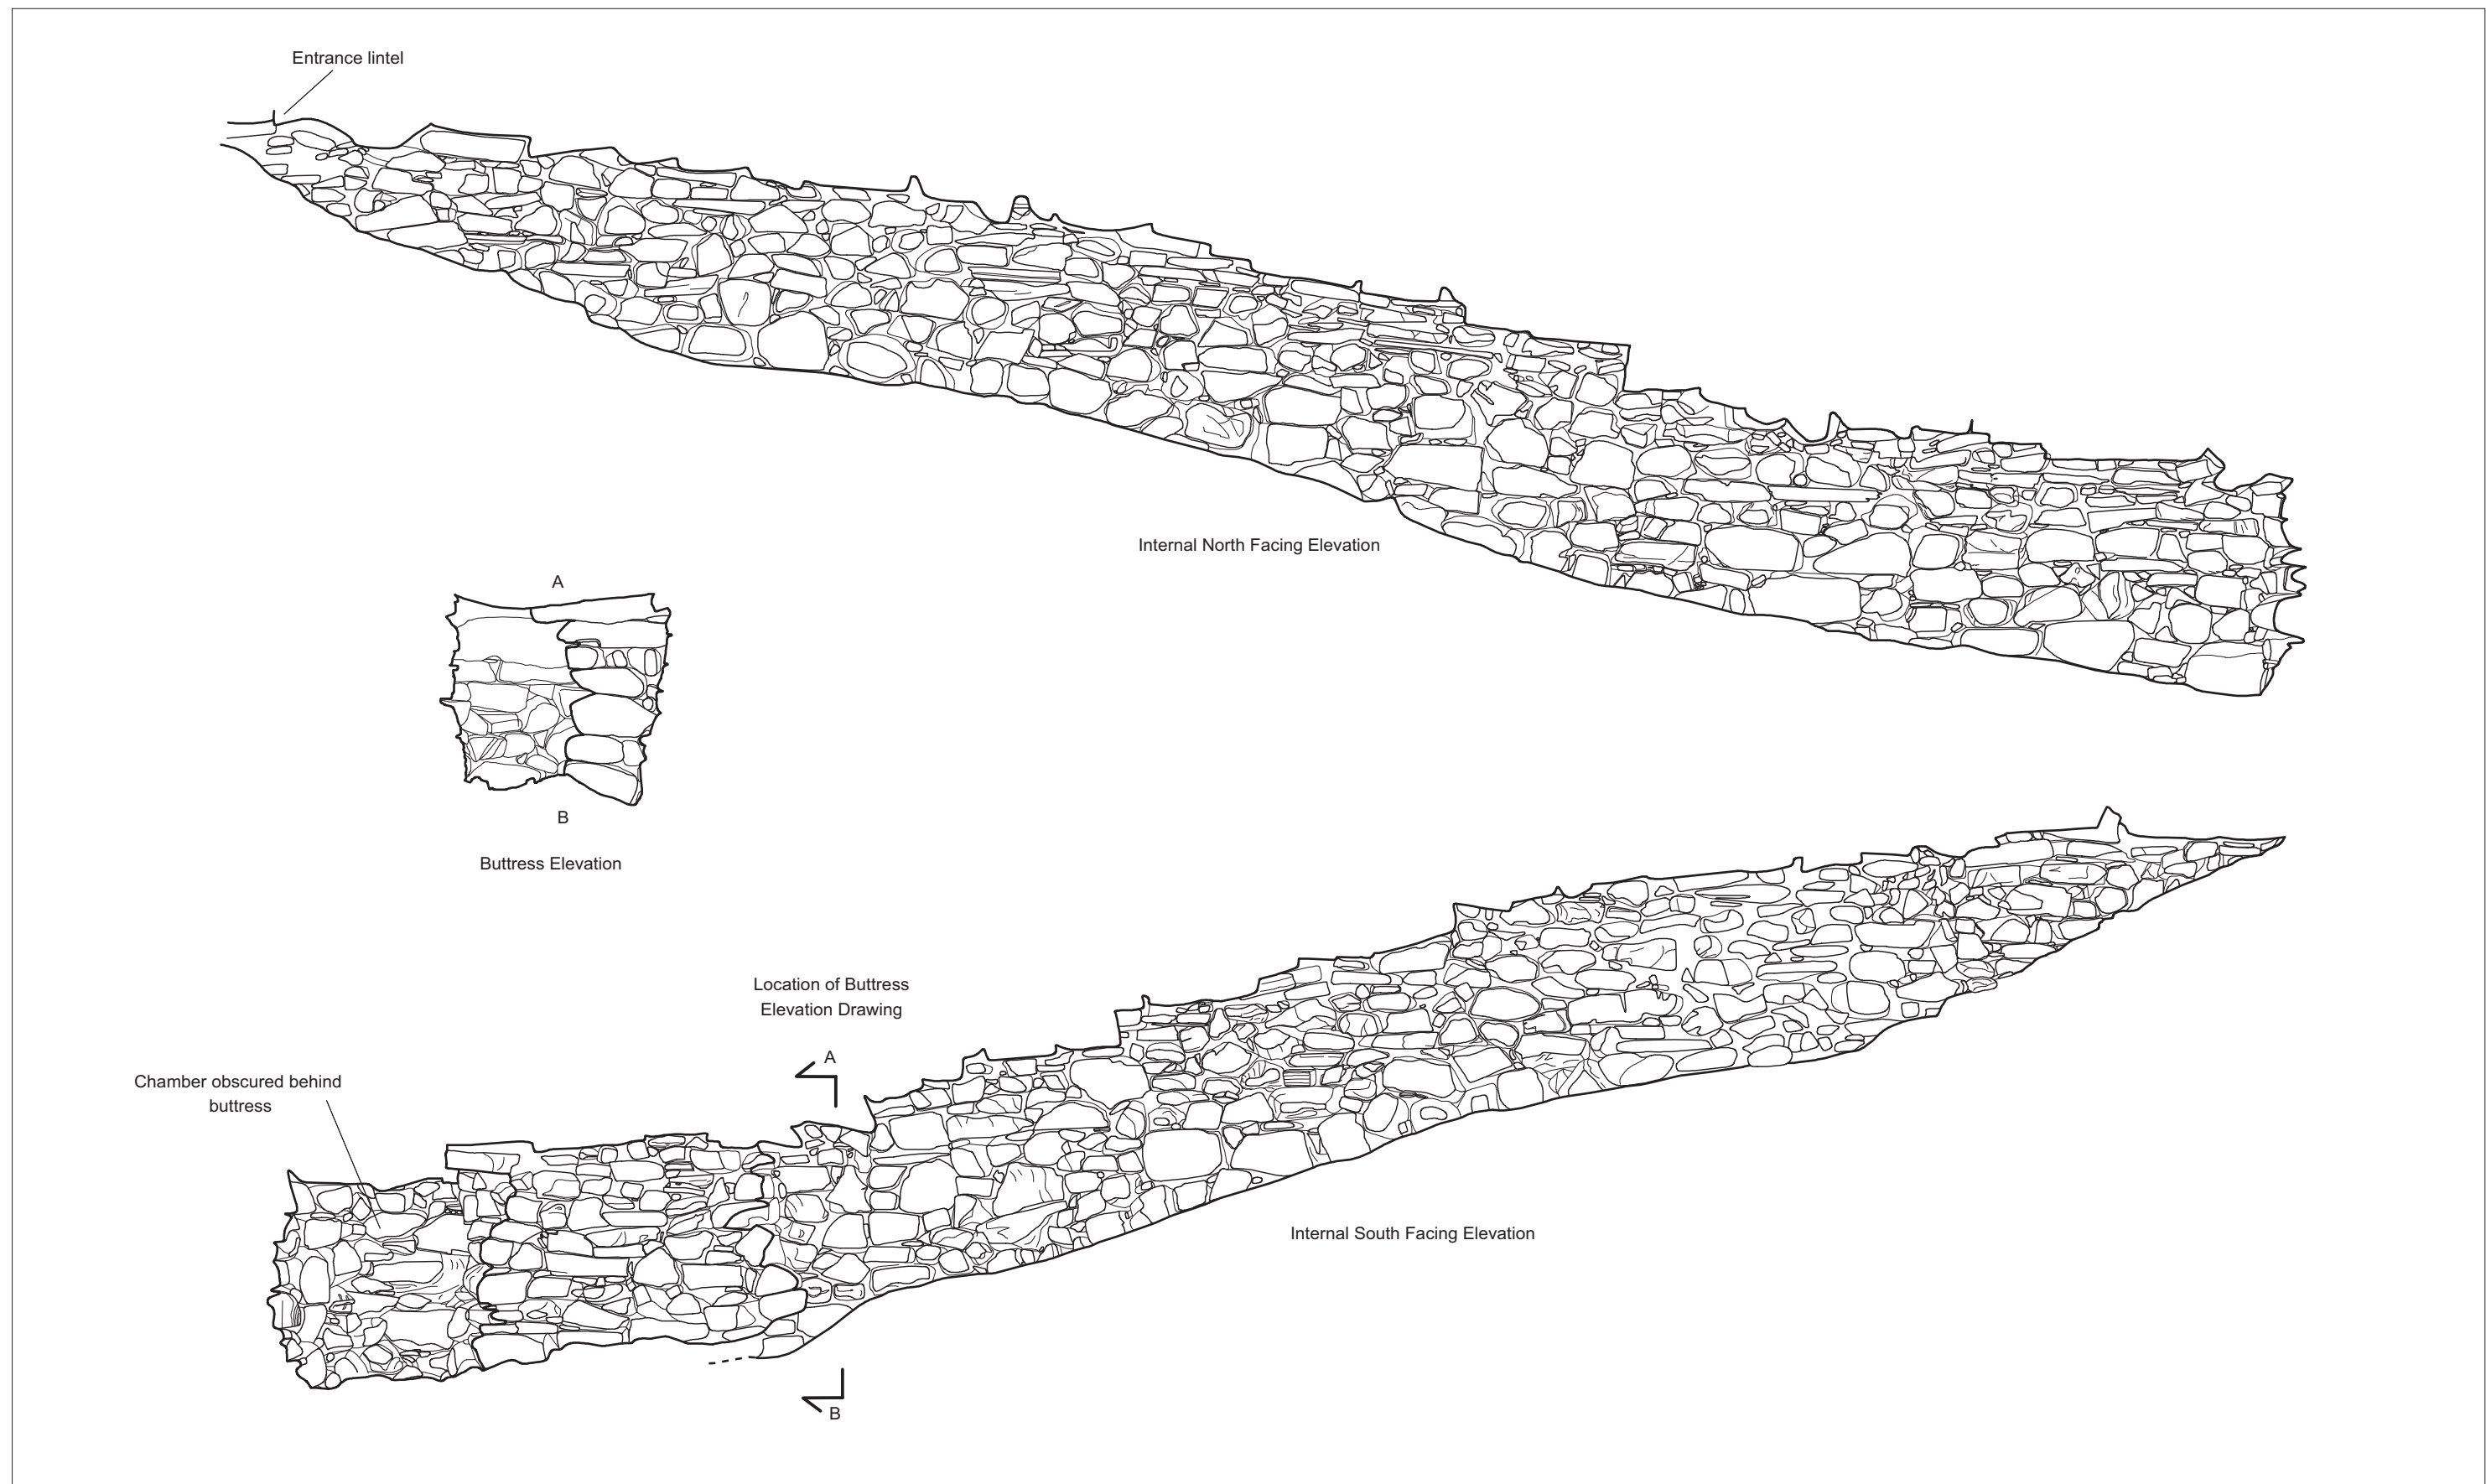 Entrance lintel
Internal North Facing Elevation
A
B
Buttress Elevation
Location of Buttress
Elevation Drawing
A
Chamber obscured behind
buttress
Internal South Facing Elevation
B